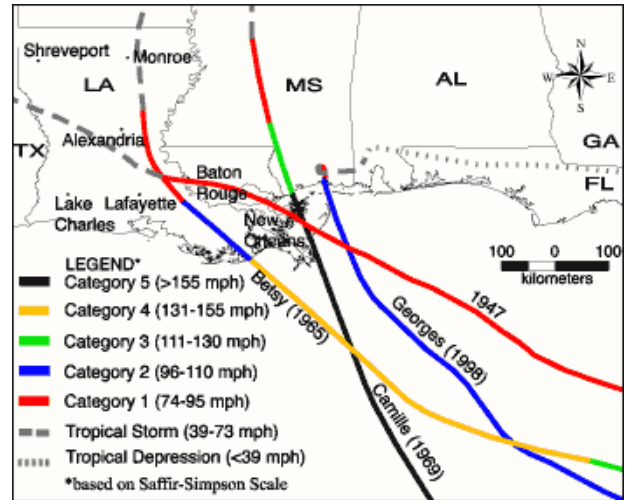 Shreveport
Monroe
LA
MS
AL
GA
TX
Alexandria
FL
Baton
Rouge
Lake
Charles
Lafayette
New
Orleans
N
W
E
S
100 0 100
kilometers
LEGEND*
Category 5 (>155 mph)
Category 4 (131-155 mph)
Category 3 (111-130 mph)
Category 2 (96-110 mph)
Category 1 (74-95 mph)
Tropical Storm (39-73 mph)
Tropical Depression (<39 mph)
*based on Saffir-Simpson Scale
Betsy (1965)
Camille (1969)
Georges (1998)
1947